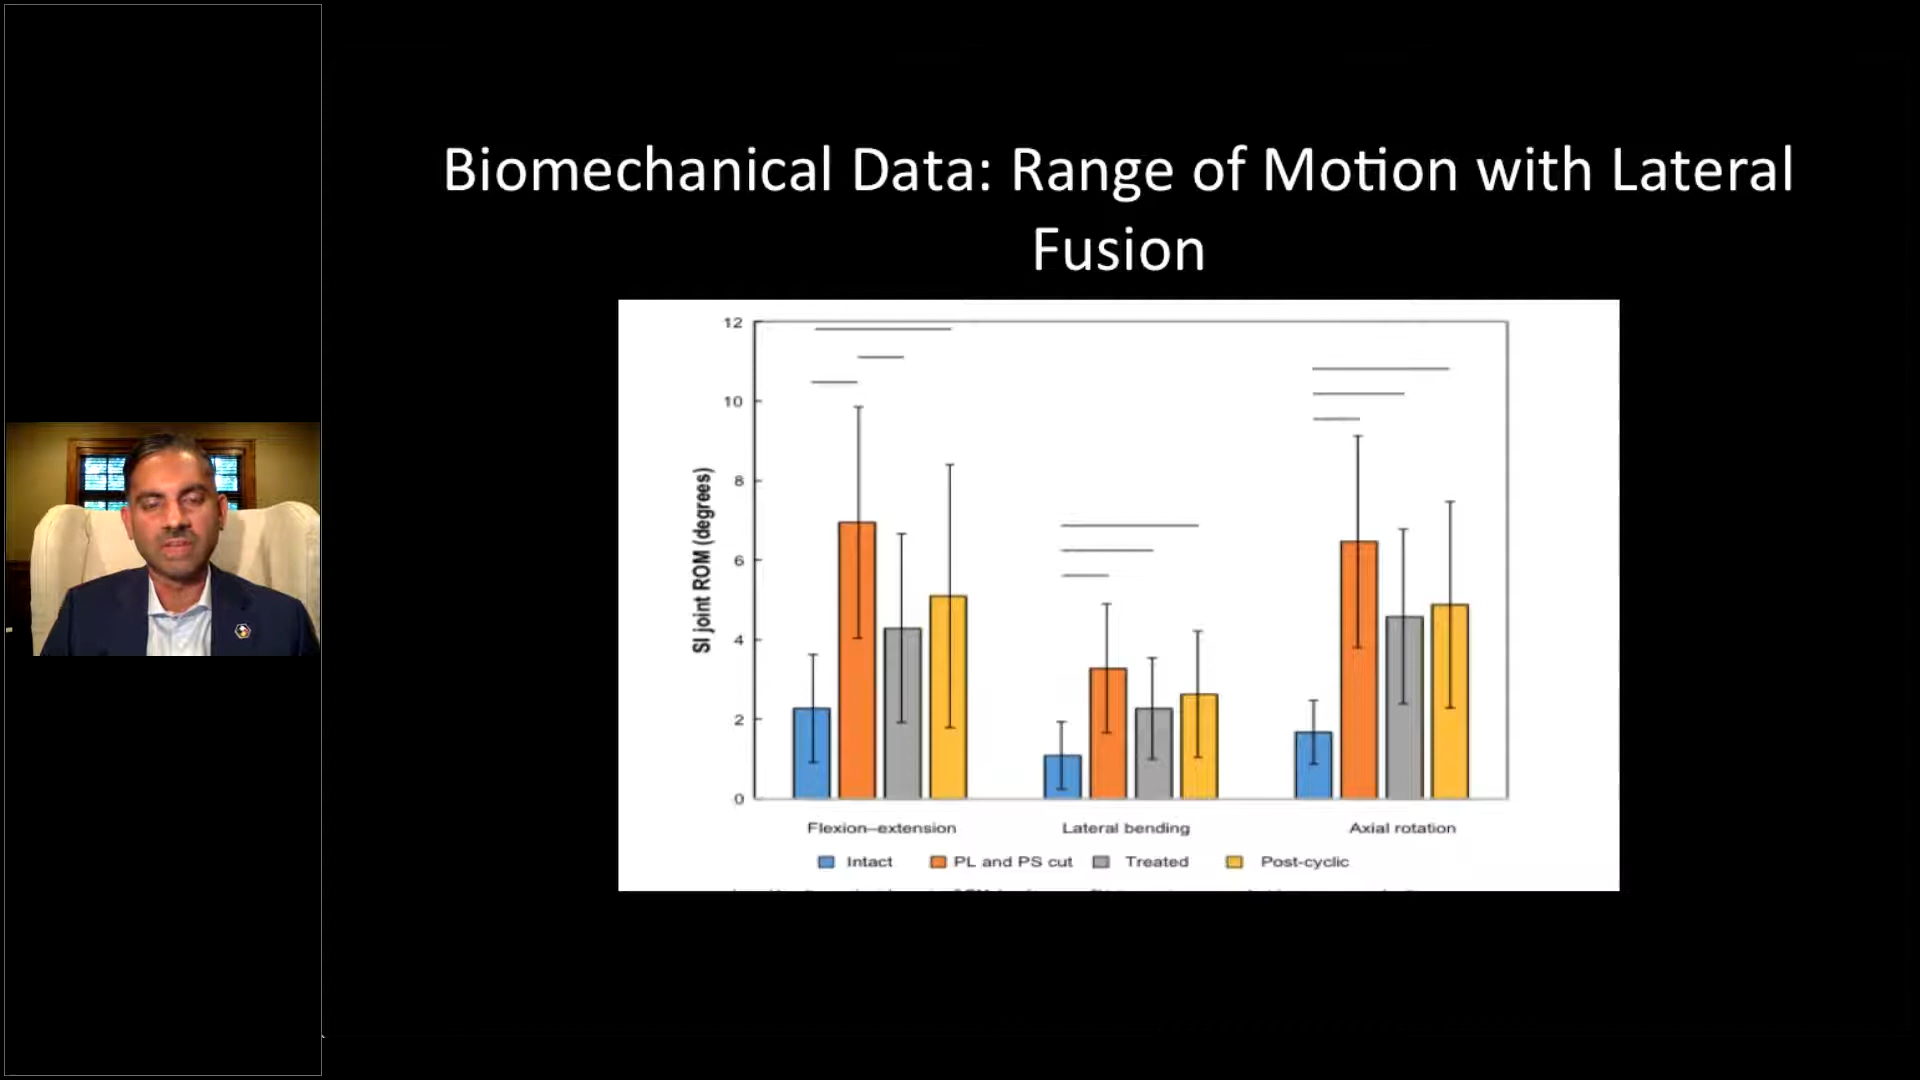 Biomechanical Data: Range of Motion with Lateral
Fusion
12
10
8
6
4
2
0
SI joint ROM (degrees)
Flexion–extension
Lateral bending
Axial rotation
Intact
PL and PS cut
Treated
Post-cyclic